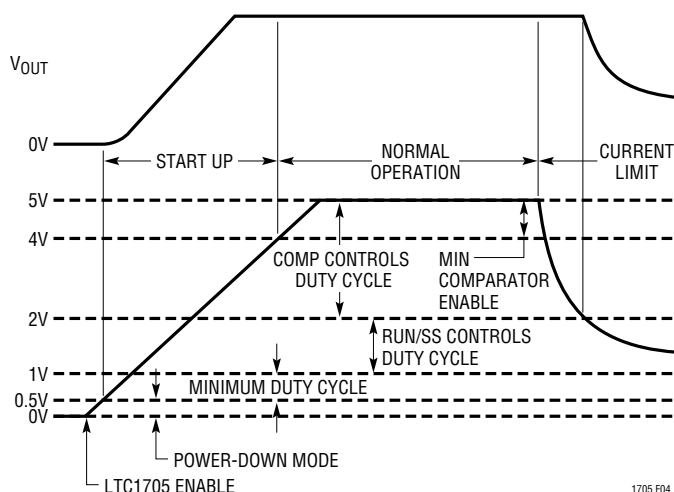 VOUT
0V
START UP
NORMAL
OPERATION
CURRENT
LIMIT
5V
4V
COMP CONTROLS
DUTY CYCLE
MIN
COMPARATOR
ENABLE
2V
RUN/SS CONTROLS
DUTY CYCLE
1V
MINIMUM DUTY CYCLE
0.5V
0V
POWER-DOWN MODE
LTC1705 ENABLE
1705 F04